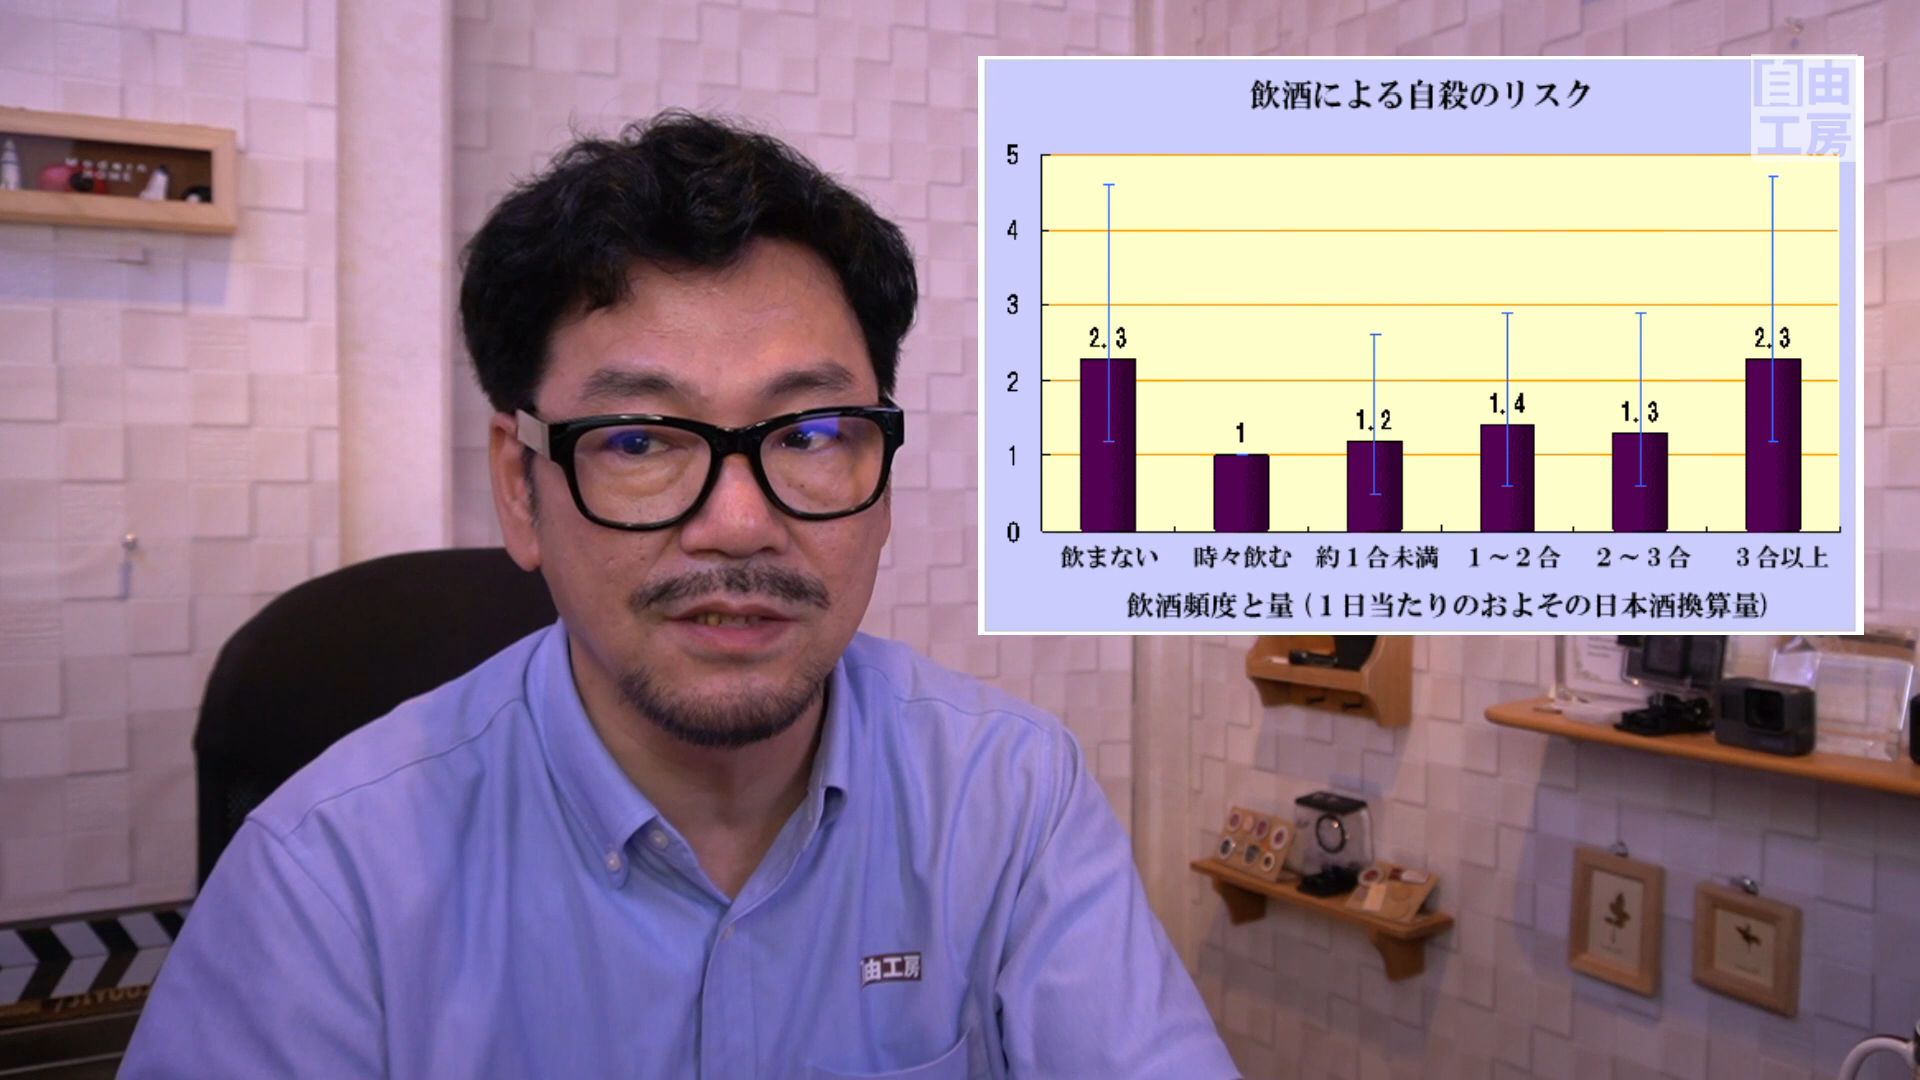 飲酒による自殺のリスク
自由
工房
5
4
3
2
1
0
2.3
1
1.2
1.4
1.3
2.3
飲まない
時々飲む
約1合未満
1～2合
2～3合
3合以上
飲酒頻度と量(1日当たりのおよその日本酒換算量)
Modern
HOME
由工房